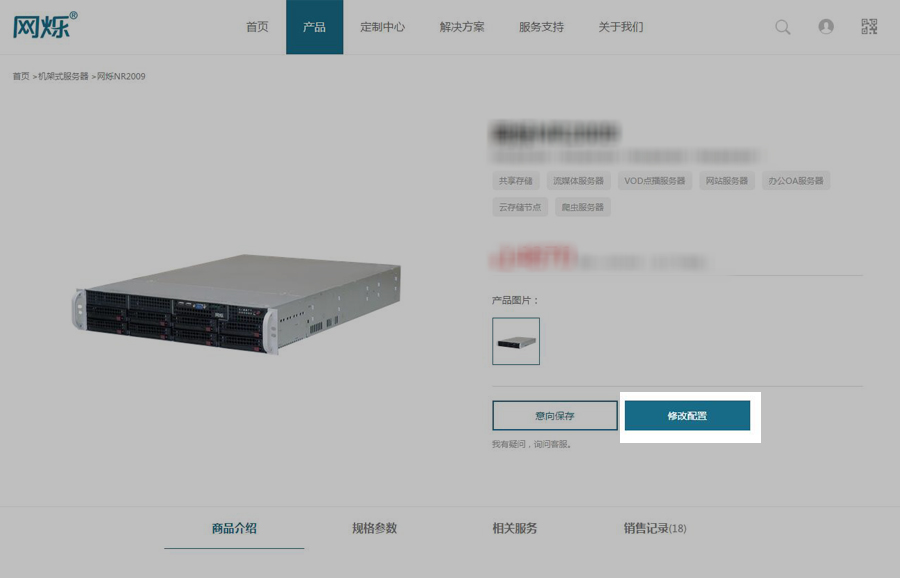 网烁®
首页 产品 定制中心 解决方案 服务支持 关于我们
首页 >机架式服务器 >网烁NR2009
共享存储 流媒体服务器 VOD点播服务器 网站服务器 办公OA服务器
云存储节点 爬虫服务器
产品图片：
意向保存 修改配置
我有疑问，询问客服。
商品介绍 规格参数 相关服务 销售记录(18)